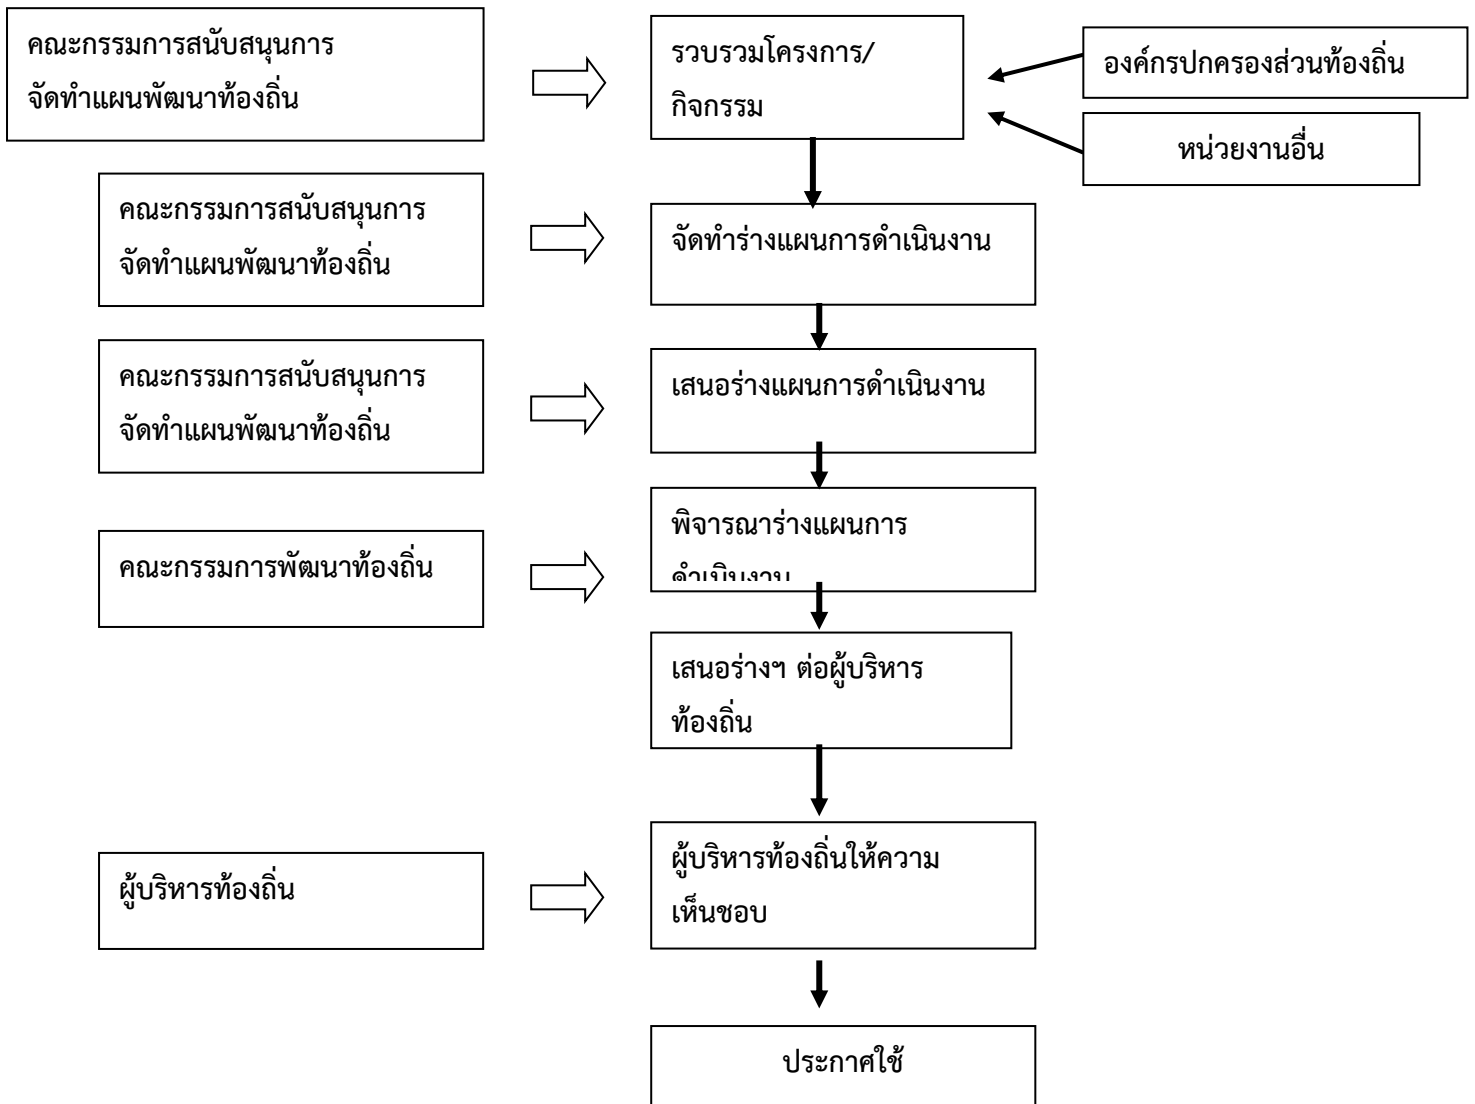 คณะกรรมการสนับสนุนการ
จัดทำแผนพัฒนาท้องถิ่น
รวบรวมโครงการ/
กิจกรรม
องค์กรปกครองส่วนท้องถิ่น
หน่วยงานอื่น
คณะกรรมการสนับสนุนการ
จัดทำแผนพัฒนาท้องถิ่น
จัดทำร่างแผนการดำเนินงาน
คณะกรรมการสนับสนุนการ
จัดทำแผนพัฒนาท้องถิ่น
เสนอร่างแผนการดำเนินงาน
คณะกรรมการพัฒนาท้องถิ่น
พิจารณาร่างแผนการ
ดำเนินงาน
เสนอร่างฯ ต่อผู้บริหาร
ท้องถิ่น
ผู้บริหารท้องถิ่น
ผู้บริหารท้องถิ่นให้ความ
เห็นชอบ
ประกาศใช้